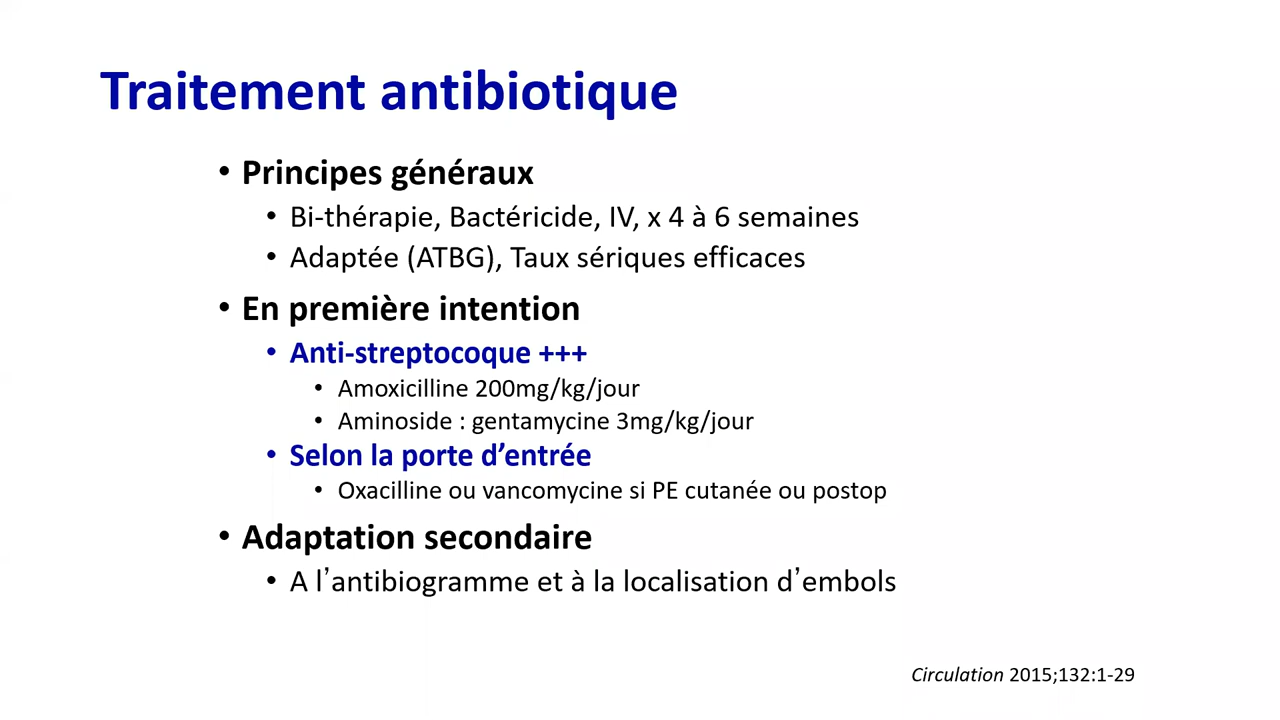 Traitement antibiotique
• Principes généraux
• Bi-thérapie, Bactéricide, IV, x 4 à 6 semaines
• Adaptée (ATBG), Taux sériques efficaces
• En première intention
• Anti-streptocoque +++
• Amoxicilline 200mg/kg/jour
• Aminoside : gentamycine 3mg/kg/jour
• Selon la porte d’entrée
• Oxacilline ou vancomycine si PE cutanée ou postop
• Adaptation secondaire
• A l’antibiogramme et à la localisation d’embols
Circulation 2015;132:1-29